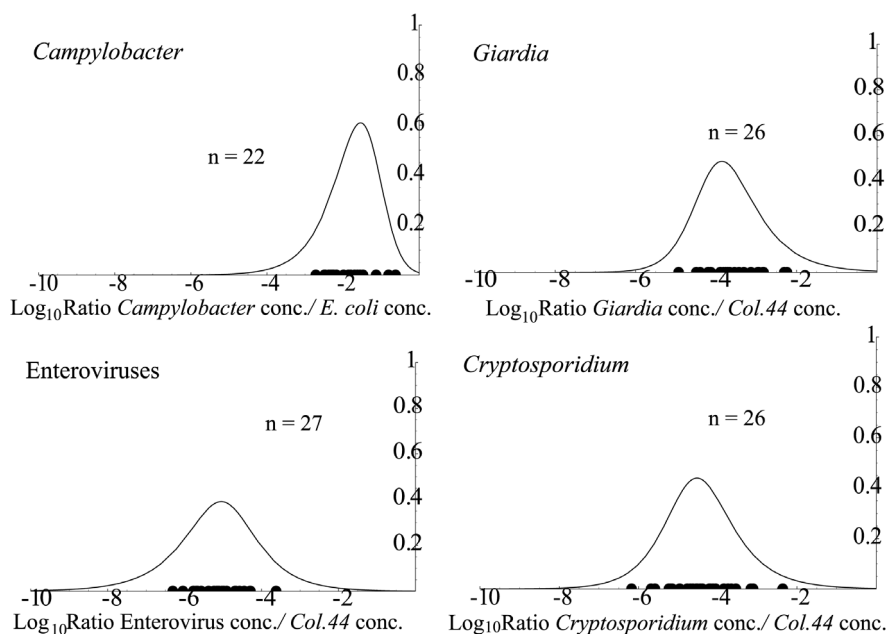 Campylobacter
n = 22
1
0.8
0.6
0.4
0.2
-10 -8 -6 -4 -2
Log10Ratio Campylobacter conc./ E. coli conc.
Giardia
n = 26
1
0.8
0.6
0.4
0.2
-10 -8 -6 -4 -2
Log10Ratio Giardia conc./ Col.44 conc.
Enteroviruses
n = 27
1
0.8
0.6
0.4
0.2
-10 -8 -6 -4 -2
Log10Ratio Enterovirus conc./ Col.44 conc.
Cryptosporidium
n = 26
1
0.8
0.6
0.4
0.2
-10 -8 -6 -4 -2
Log10Ratio Cryptosporidium conc./ Col.44 conc.